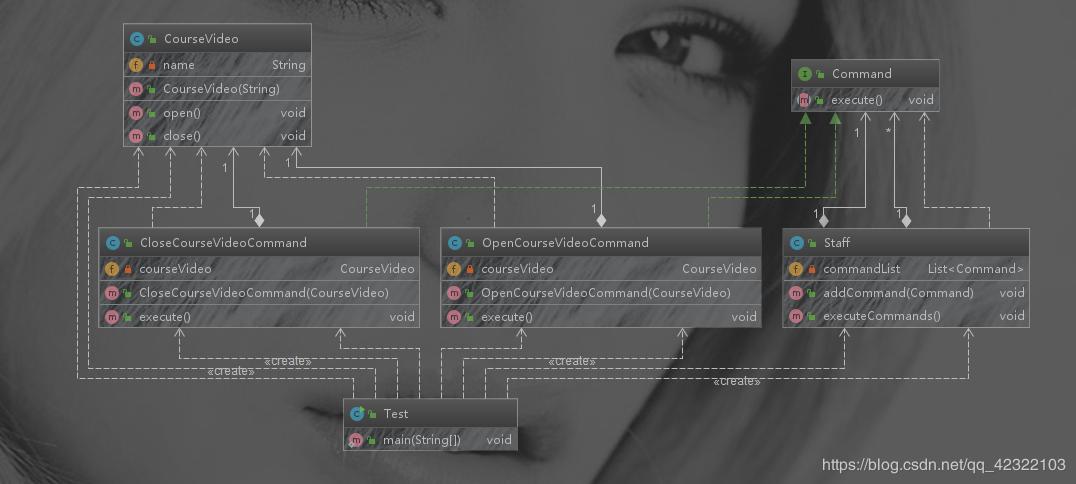 CourseVideo
name String
CourseVideo(String)
open() void
close() void
Command
execute() void
1
1
1
*
1
1
1
1
CloseCourseVideoCommand
courseVideo CourseVideo
CloseCourseVideoCommand(CourseVideo)
execute() void
OpenCourseVideoCommand
courseVideo CourseVideo
OpenCourseVideoCommand(CourseVideo)
execute() void
Staff
commandList List<Command>
addCommand(Command) void
executeCommands() void
«create»
«create»
«create»
«create»
Test
main(String[]) void
https://blog.csdn.net/qq_42322103